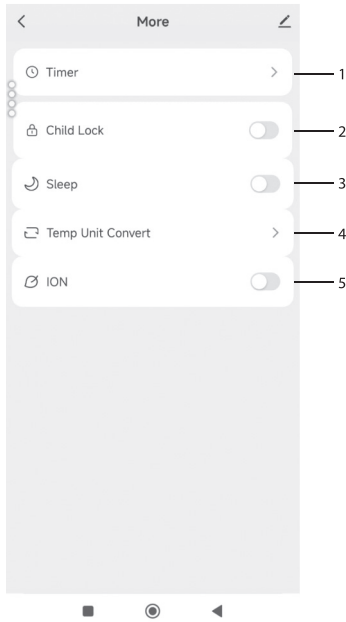 More
Timer 1
Child Lock 2
Sleep 3
Temp Unit Convert 4
ION 5